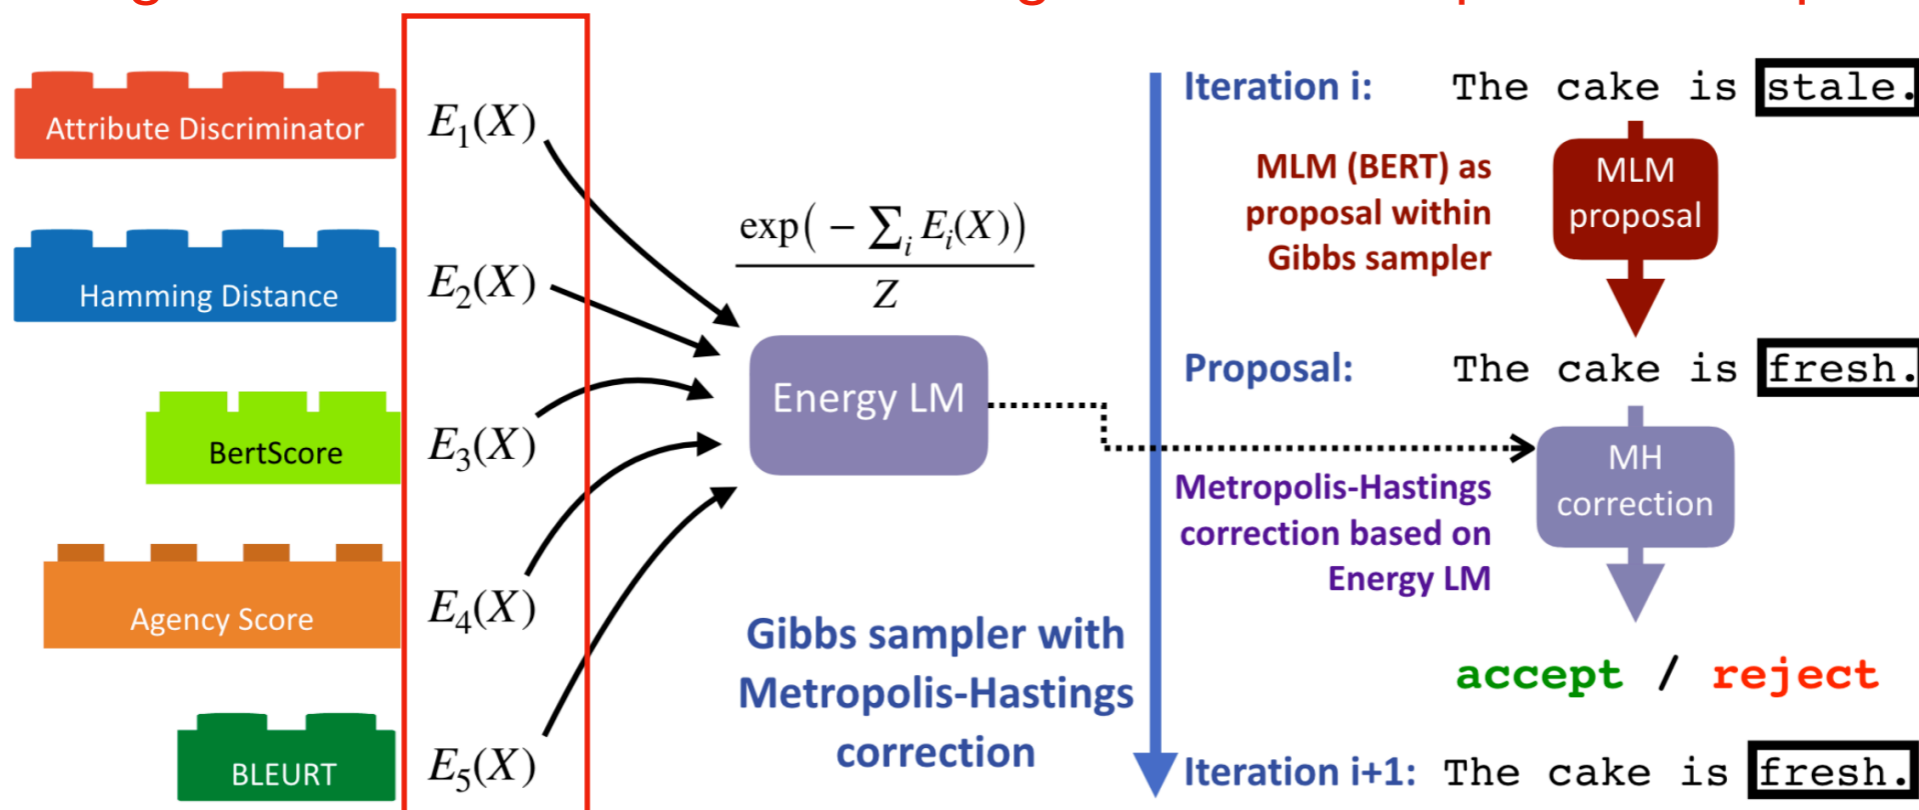 Attribute Discriminator
Hamming Distance
BertScore
Agency Score
BLEURT
E₁(X)
E₂(X)
E₃(X)
E₄(X)
E₅(X)
exp( − ∑ᵢ Eᵢ(X))
Z
Energy LM
Gibbs sampler with
Metropolis-Hastings
correction
Iteration i:
The cake is stale.
MLM (BERT) as
proposal within
Gibbs sampler
MLM
proposal
Proposal:
The cake is fresh.
Metropolis-Hastings
correction based on
Energy LM
MH
correction
accept / reject
Iteration i+1:
The cake is fresh.